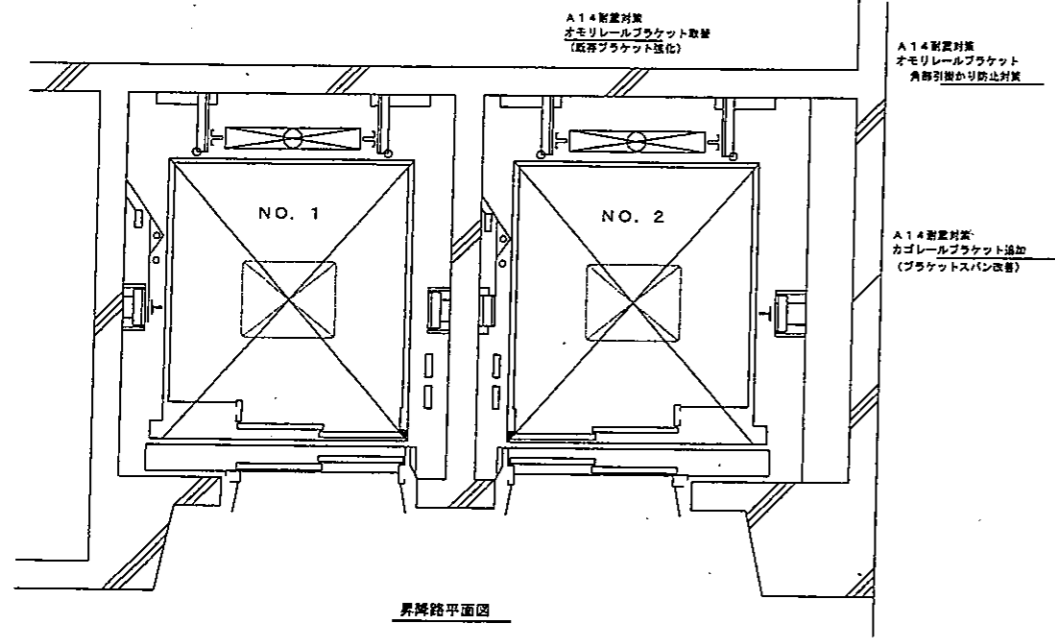 A14耐震対策
オモリレールブラケット取替
(既存ブラケット強化)
A14耐震対策
オモリレールブラケット
角部引掛かり防止対策
NO. 1
NO. 2
A14耐震対策
カゴレールブラケット追加
(ブラケットスパン改善)
昇降路平面図